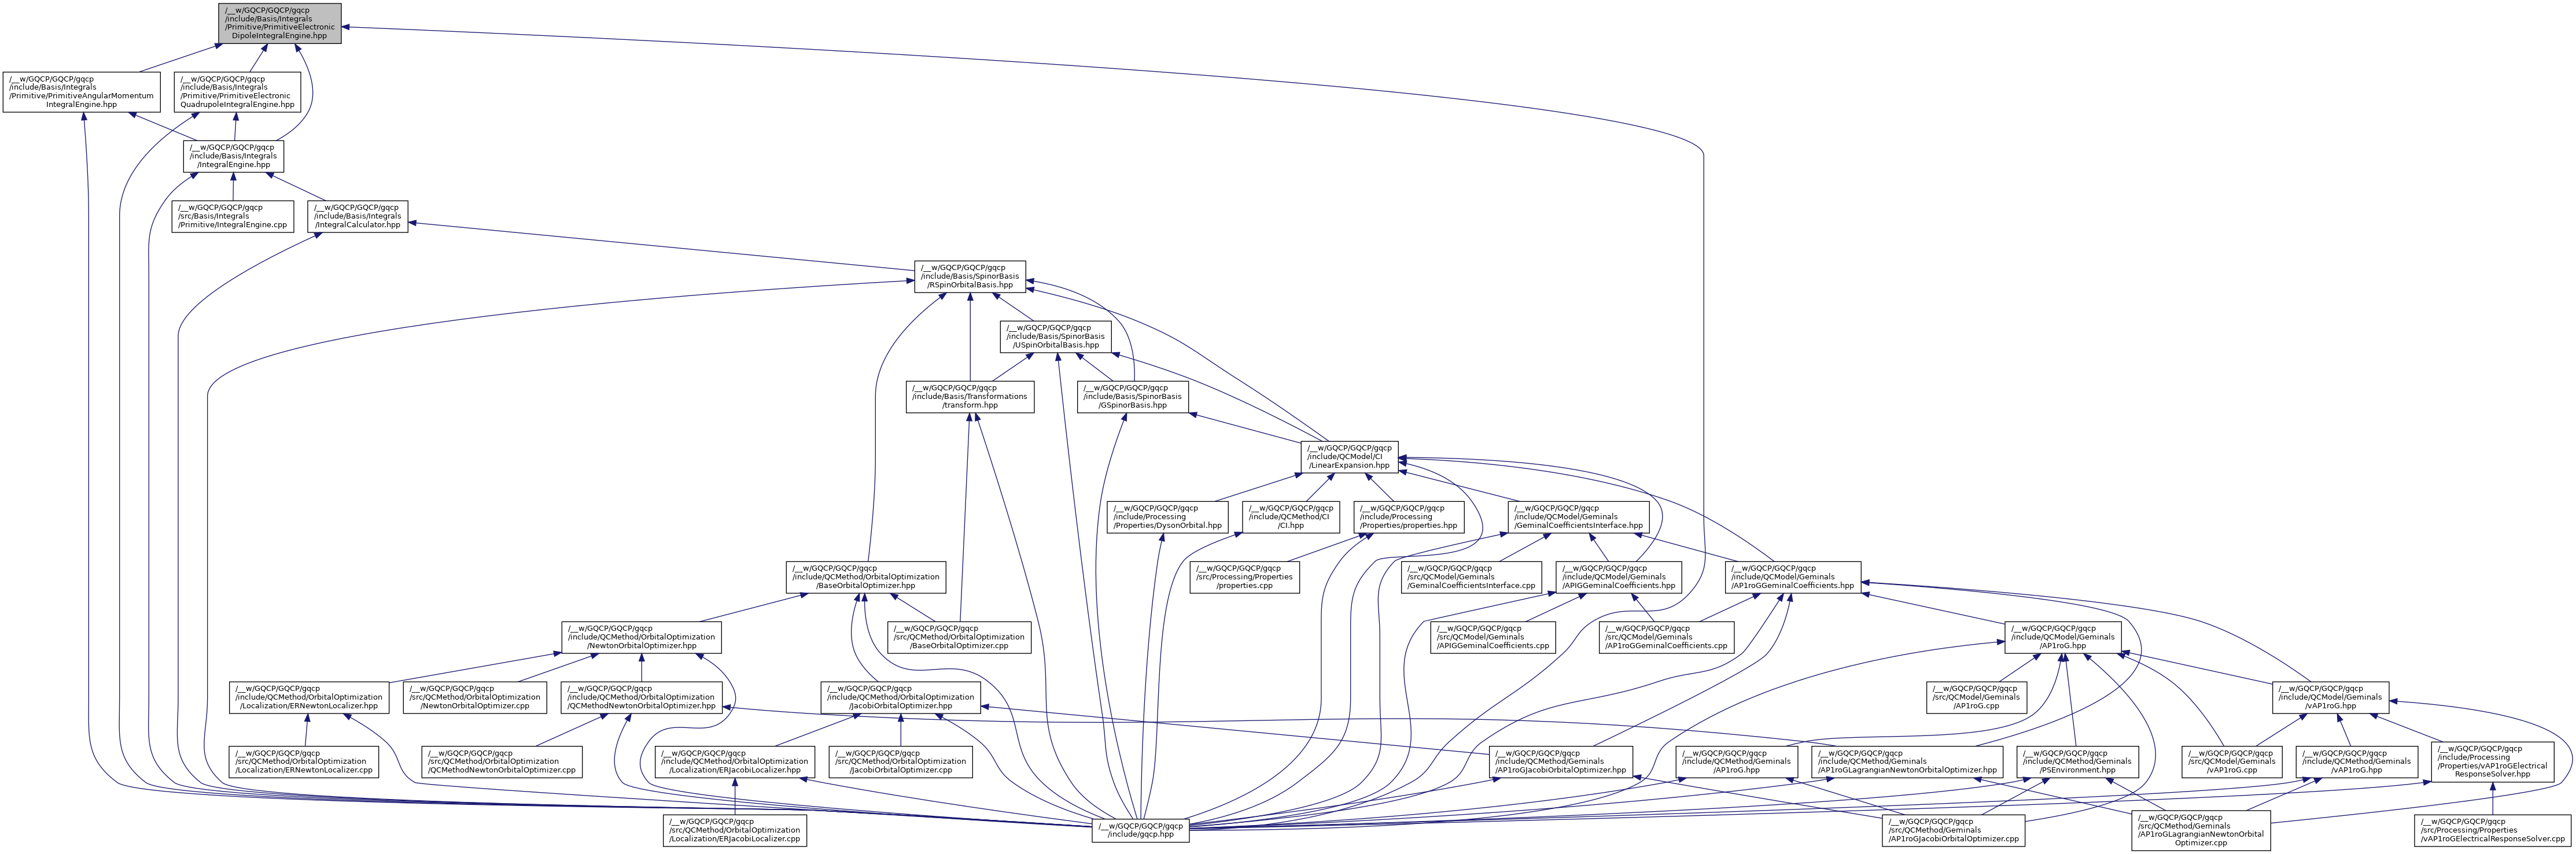 /__w/GQCP/GQCP/gqcp
/include/Basis/Integrals
/Primitive/PrimitiveElectronic
DipoleIntegralEngine.hpp
/__w/GQCP/GQCP/gqcp
/include/Basis/Integrals
/Primitive/PrimitiveAngularMomentum
IntegralEngine.hpp
/__w/GQCP/GQCP/gqcp
/include/Basis/Integrals
/Primitive/PrimitiveElectronic
QuadrupoleIntegralEngine.hpp
/__w/GQCP/GQCP/gqcp
/include/Basis/Integrals
/IntegralEngine.hpp
/__w/GQCP/GQCP/gqcp
/src/Basis/Integrals
/Primitive/IntegralEngine.cpp
/__w/GQCP/GQCP/gqcp
/include/Basis/Integrals
/IntegralCalculator.hpp
/__w/GQCP/GQCP/gqcp
/include/Basis/SpinorBasis
/RSpinOrbitalBasis.hpp
/__w/GQCP/GQCP/gqcp
/include/Basis/SpinorBasis
/USpinOrbitalBasis.hpp
/__w/GQCP/GQCP/gqcp
/include/Basis/Transformations
/transform.hpp
/__w/GQCP/GQCP/gqcp
/include/Basis/SpinorBasis
/GSpinorBasis.hpp
/__w/GQCP/GQCP/gqcp
/include/QCModel/CI
/LinearExpansion.hpp
/__w/GQCP/GQCP/gqcp
/include/Processing
/Properties/DysonOrbital.hpp
/__w/GQCP/GQCP/gqcp
/include/QCMethod/CI
/CI.hpp
/__w/GQCP/GQCP/gqcp
/include/Processing
/Properties/properties.hpp
/__w/GQCP/GQCP/gqcp
/include/QCModel/Geminals
/GeminalCoefficientsInterface.hpp
/__w/GQCP/GQCP/gqcp
/include/QCMethod/OrbitalOptimization
/BaseOrbitalOptimizer.hpp
/__w/GQCP/GQCP/gqcp
/src/Processing/Properties
/properties.cpp
/__w/GQCP/GQCP/gqcp
/src/QCModel/Geminals
/GeminalCoefficientsInterface.cpp
/__w/GQCP/GQCP/gqcp
/include/QCModel/Geminals
/APIGGeminalCoefficients.hpp
/__w/GQCP/GQCP/gqcp
/include/QCModel/Geminals
/AP1roGGeminalCoefficients.hpp
/__w/GQCP/GQCP/gqcp
/include/QCMethod/OrbitalOptimization
/NewtonOrbitalOptimizer.hpp
/__w/GQCP/GQCP/gqcp
/src/QCMethod/OrbitalOptimization
/BaseOrbitalOptimizer.cpp
/__w/GQCP/GQCP/gqcp
/src/QCModel/Geminals
/APIGGeminalCoefficients.cpp
/__w/GQCP/GQCP/gqcp
/src/QCModel/Geminals
/AP1roGGeminalCoefficients.cpp
/__w/GQCP/GQCP/gqcp
/include/QCModel/Geminals
/AP1roG.hpp
/__w/GQCP/GQCP/gqcp
/include/QCMethod/OrbitalOptimization
/Localization/ERNewtonLocalizer.hpp
/__w/GQCP/GQCP/gqcp
/src/QCMethod/OrbitalOptimization
/NewtonOrbitalOptimizer.cpp
/__w/GQCP/GQCP/gqcp
/include/QCMethod/OrbitalOptimization
/QCMethodNewtonOrbitalOptimizer.hpp
/__w/GQCP/GQCP/gqcp
/include/QCMethod/OrbitalOptimization
/JacobiOrbitalOptimizer.hpp
/__w/GQCP/GQCP/gqcp
/src/QCModel/Geminals
/AP1roG.cpp
/__w/GQCP/GQCP/gqcp
/include/QCModel/Geminals
/vAP1roG.hpp
/__w/GQCP/GQCP/gqcp
/src/QCMethod/OrbitalOptimization
/Localization/ERNewtonLocalizer.cpp
/__w/GQCP/GQCP/gqcp
/src/QCMethod/OrbitalOptimization
/QCMethodNewtonOrbitalOptimizer.cpp
/__w/GQCP/GQCP/gqcp
/include/QCMethod/OrbitalOptimization
/Localization/ERJacobiLocalizer.hpp
/__w/GQCP/GQCP/gqcp
/src/QCMethod/OrbitalOptimization
/JacobiOrbitalOptimizer.cpp
/__w/GQCP/GQCP/gqcp
/include/QCMethod/Geminals
/AP1roGJacobiOrbitalOptimizer.hpp
/__w/GQCP/GQCP/gqcp
/include/QCMethod/Geminals
/AP1roG.hpp
/__w/GQCP/GQCP/gqcp
/include/QCMethod/Geminals
/AP1roGLagrangianNewtonOrbitalOptimizer.hpp
/__w/GQCP/GQCP/gqcp
/include/QCMethod/Geminals
/PSEnvironment.hpp
/__w/GQCP/GQCP/gqcp
/src/QCModel/Geminals
/vAP1roG.cpp
/__w/GQCP/GQCP/gqcp
/include/QCMethod/Geminals
/vAP1roG.hpp
/__w/GQCP/GQCP/gqcp
/include/Processing
/Properties/vAP1roGElectrical
ResponseSolver.hpp
/__w/GQCP/GQCP/gqcp
/src/QCMethod/OrbitalOptimization
/Localization/ERJacobiLocalizer.cpp
/__w/GQCP/GQCP/gqcp
/include/gqcp.hpp
/__w/GQCP/GQCP/gqcp
/src/QCMethod/Geminals
/AP1roGJacobiOrbitalOptimizer.cpp
/__w/GQCP/GQCP/gqcp
/src/QCMethod/Geminals
/AP1roGLagrangianNewtonOrbital
Optimizer.cpp
/__w/GQCP/GQCP/gqcp
/src/Processing/Properties
/vAP1roGElectricalResponseSolver.cpp